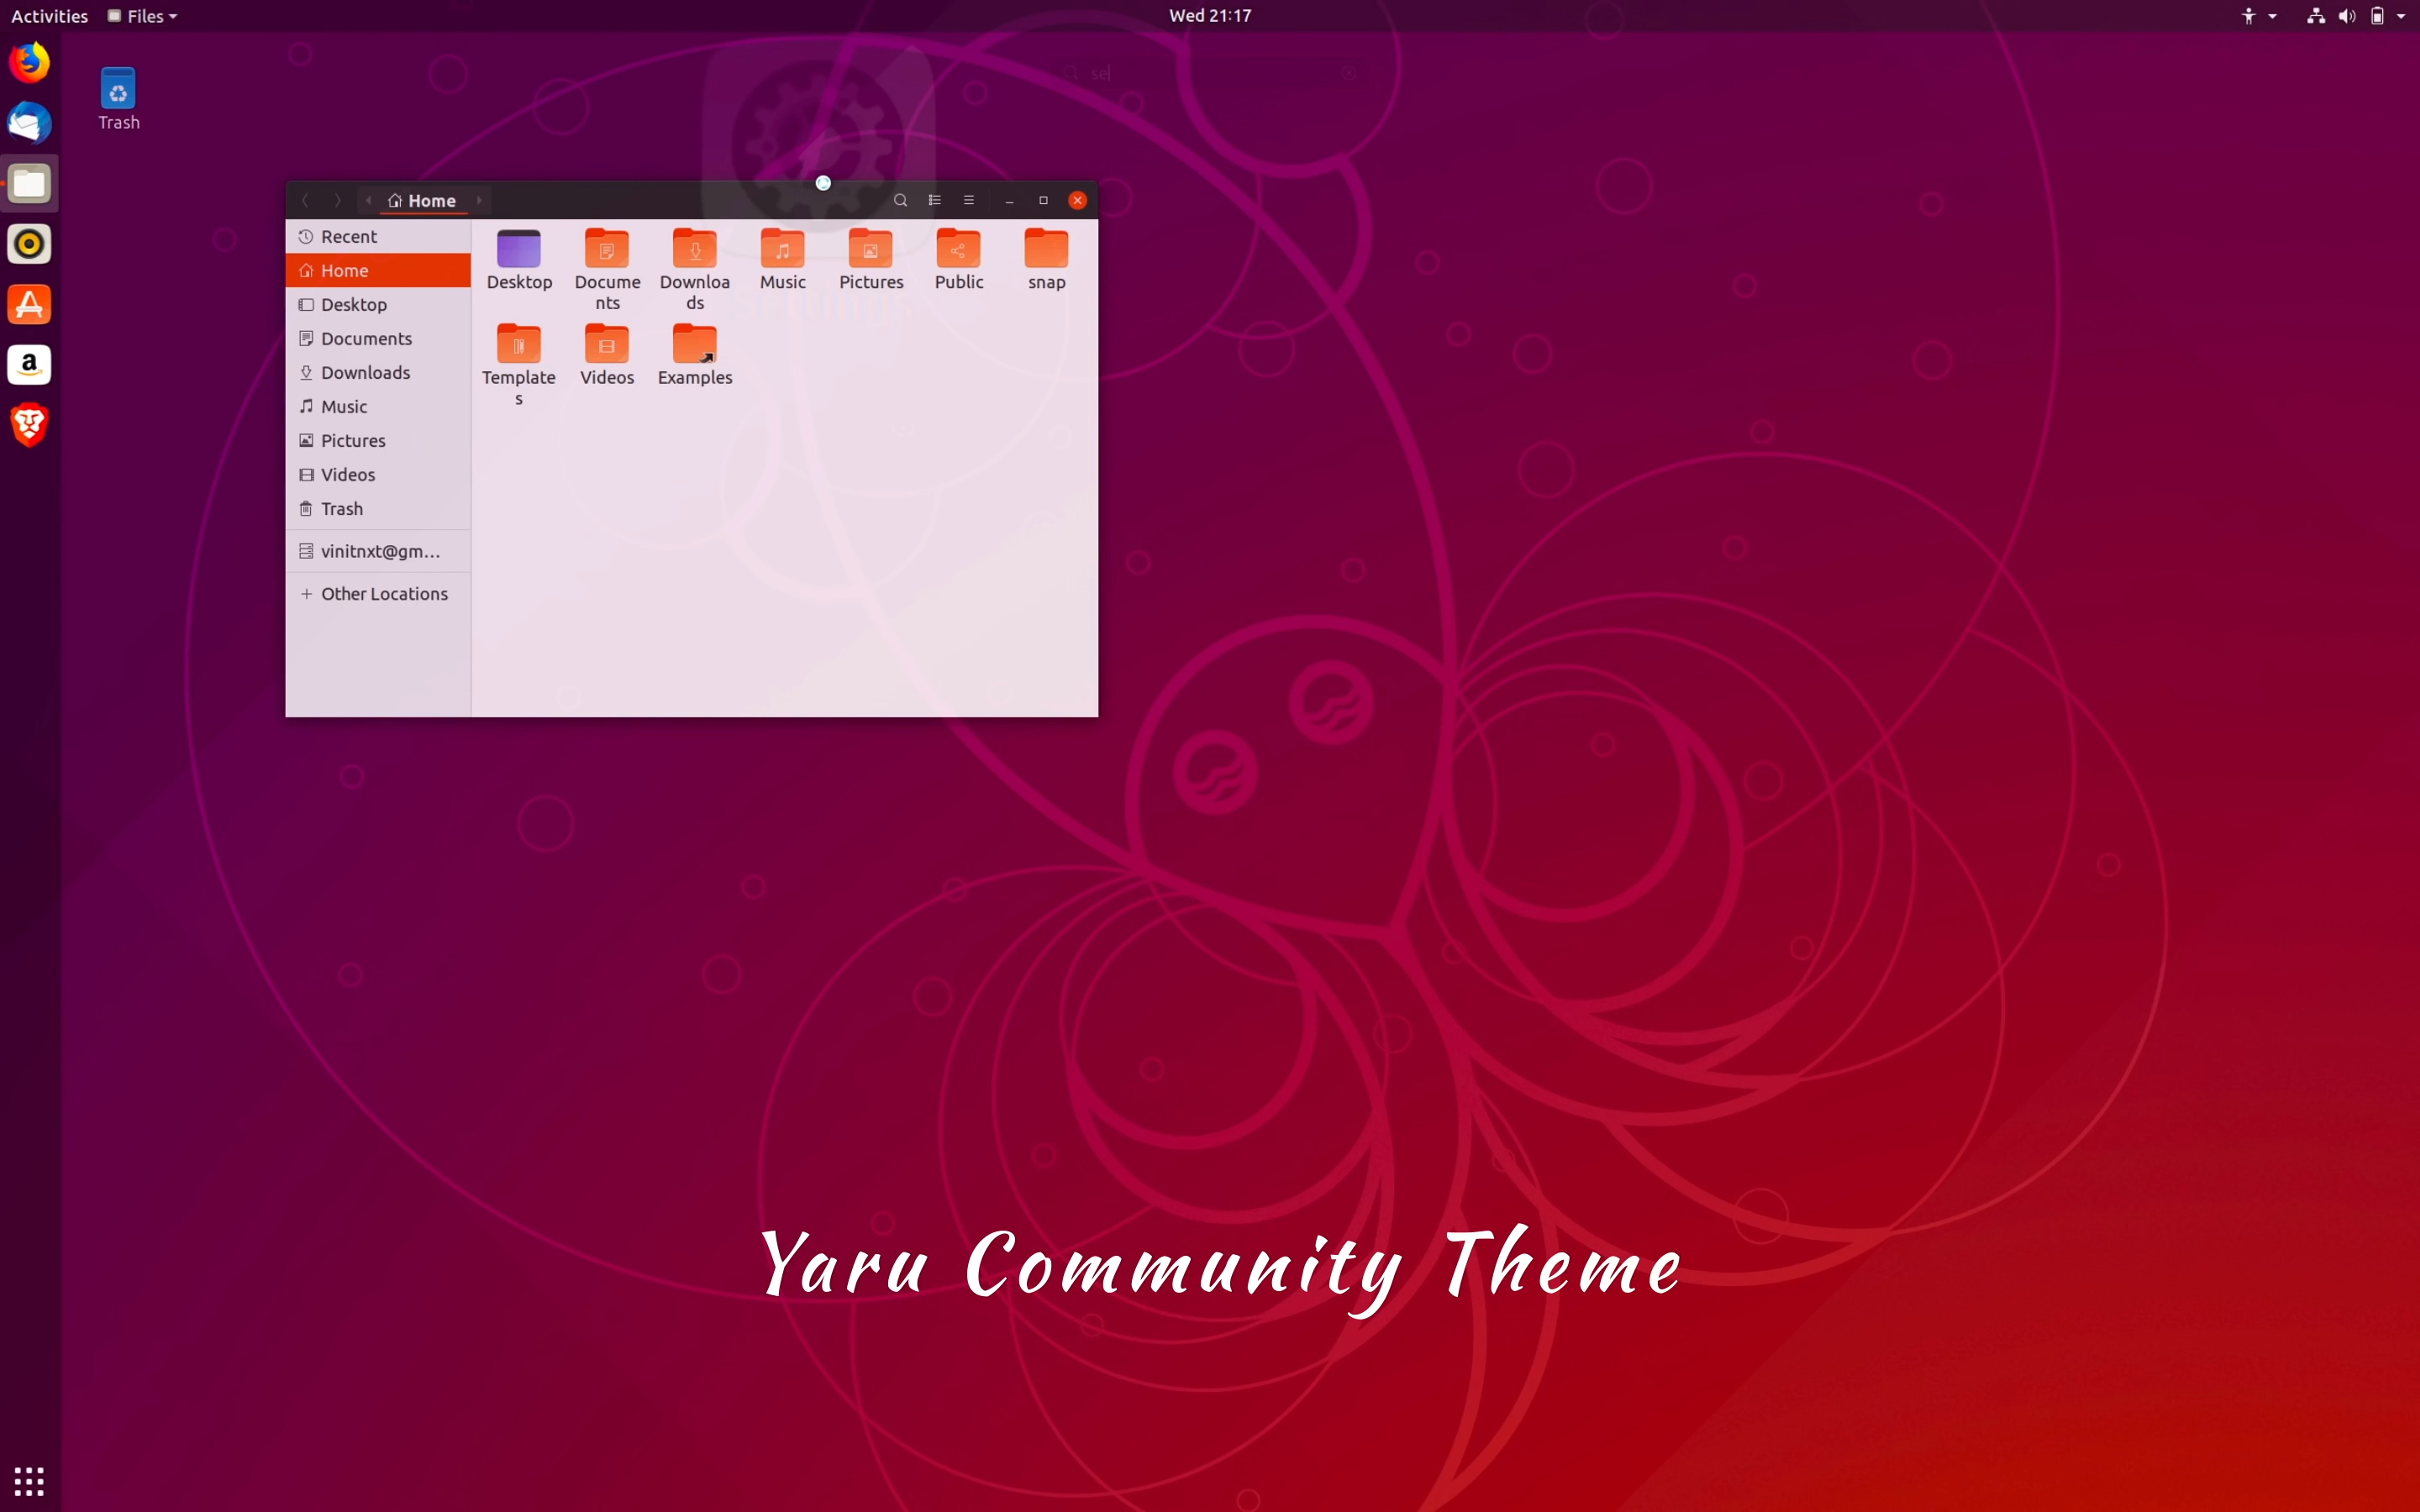 Activities Files Wed 21:17
se
Trash
Home
Recent
Home
Desktop
Documents
Downloads
Music
Pictures
Videos
Trash
vinitnxt@gm...
Other Locations
Desktop Docume Downloa Music Pictures Public snap
nts ds
Template Videos Examples
s
a
Yaru Community Theme